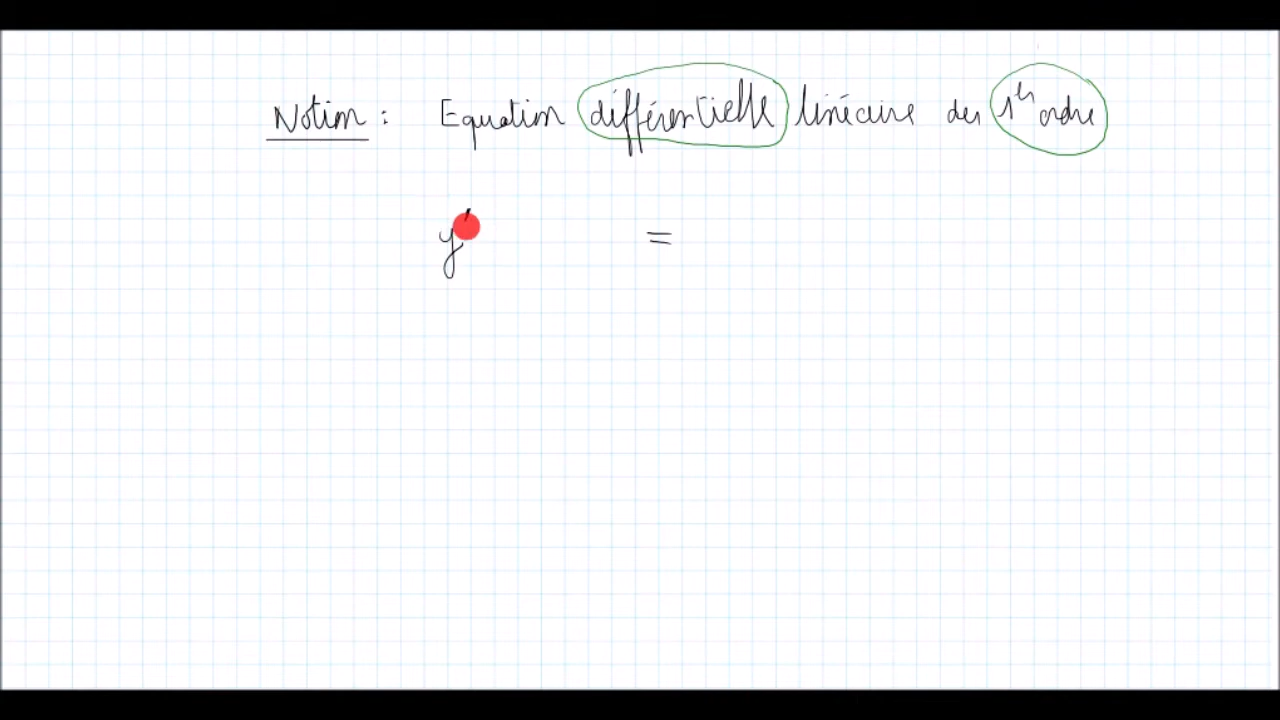 Notion : Equation différentielle linéaire du 1er ordre
y' =